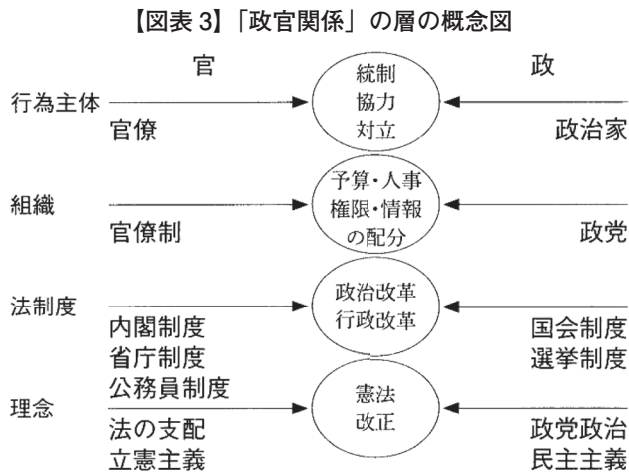 【図表 3】「政官関係」の層の概念図
官
政
行為主体
官僚
統制
協力
対立
政治家
組織
官僚制
予算・人事
権限・情報
の配分
政党
法制度
内閣制度
省庁制度
公務員制度
政治改革
行政改革
国会制度
選挙制度
理念
法の支配
立憲主義
憲法
改正
政党政治
民主主義